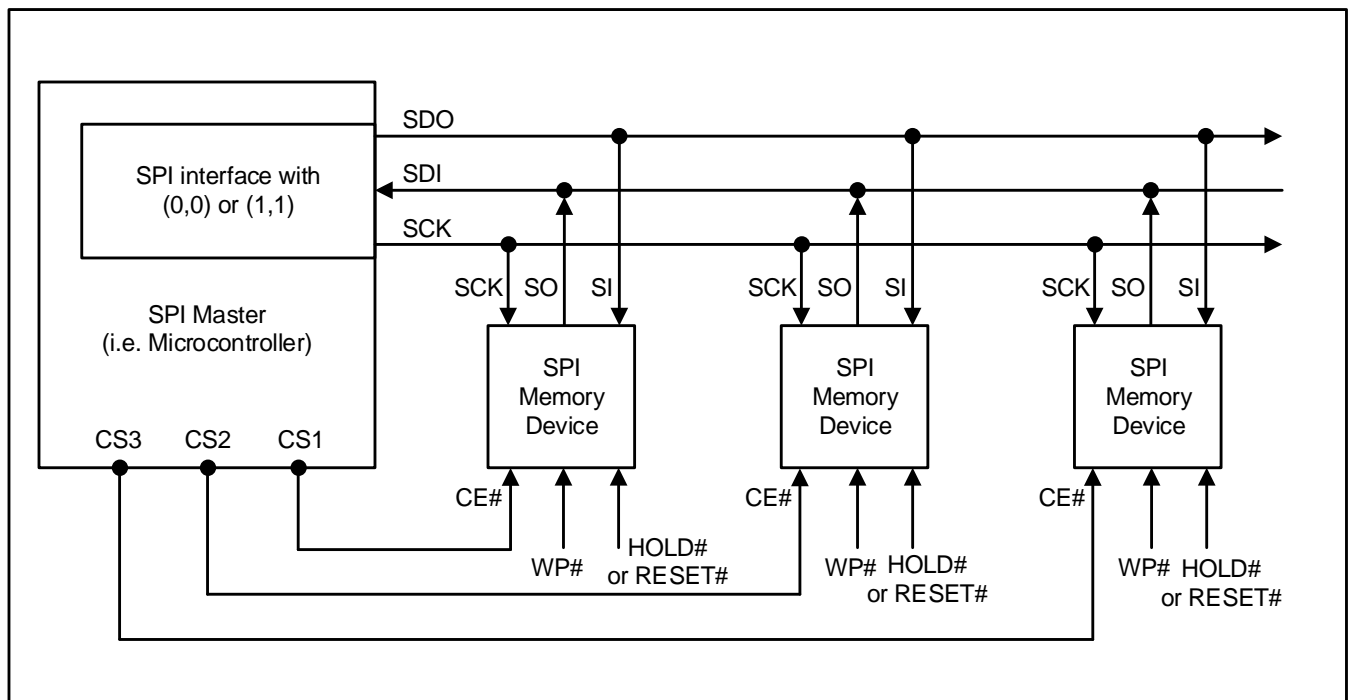 SDO
SPI interface with
(0,0) or (1,1)
SDI
SCK
SPI Master
(i.e. Microcontroller)
SCK SO SI
SCK SO SI
SCK SO SI
SPI
Memory
Device
SPI
Memory
Device
SPI
Memory
Device
CS3 CS2 CS1
CE#
WP#
HOLD#
or RESET#
CE#
WP#
HOLD#
or RESET#
CE#
WP#
HOLD#
or RESET#